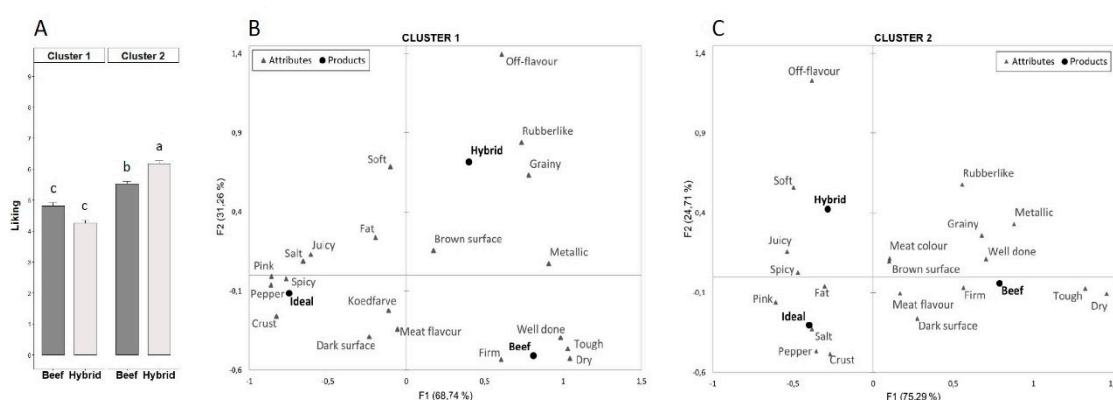 A
Cluster 1 Cluster 2
9
8
7
6
5
4
3
2
1
0
Liking
c
c
b
a
Beef Hybrid Beef Hybrid
B
CLUSTER 1
▲ Attributes ● Products
1,4
0,9
0,4
-0,1
-0,6
F2 (31,26 %)
Off-flavour
Rubberlike
Hybrid
Soft
Grainy
Fat
Brown surface
Juicy
Salt
Metallic
Pink
Spicy
Pepper
Ideal
Koedfarve
Crust
Meat flavour
Dark surface
Well done
Tough
Firm
Beef
Dry
-1 -0,5 0 0,5 1 1,5
F1 (68,74 %)
C
CLUSTER 2
▲ Attributes ● Products
1,4
0,9
0,4
-0,1
-0,6
F2 (24,71 %)
Off-flavour
Soft
Rubberlike
Hybrid
Metallic
Grainy
Juicy
Meat colour
Well done
Spicy
Brown surface
Fat
Firm
Beef
Tough
Pink
Meat flavour
Dry
Ideal
Dark surface
Salt
Pepper
Crust
-1 -0,5 0 0,5 1 1,5
F1 (75,29 %)